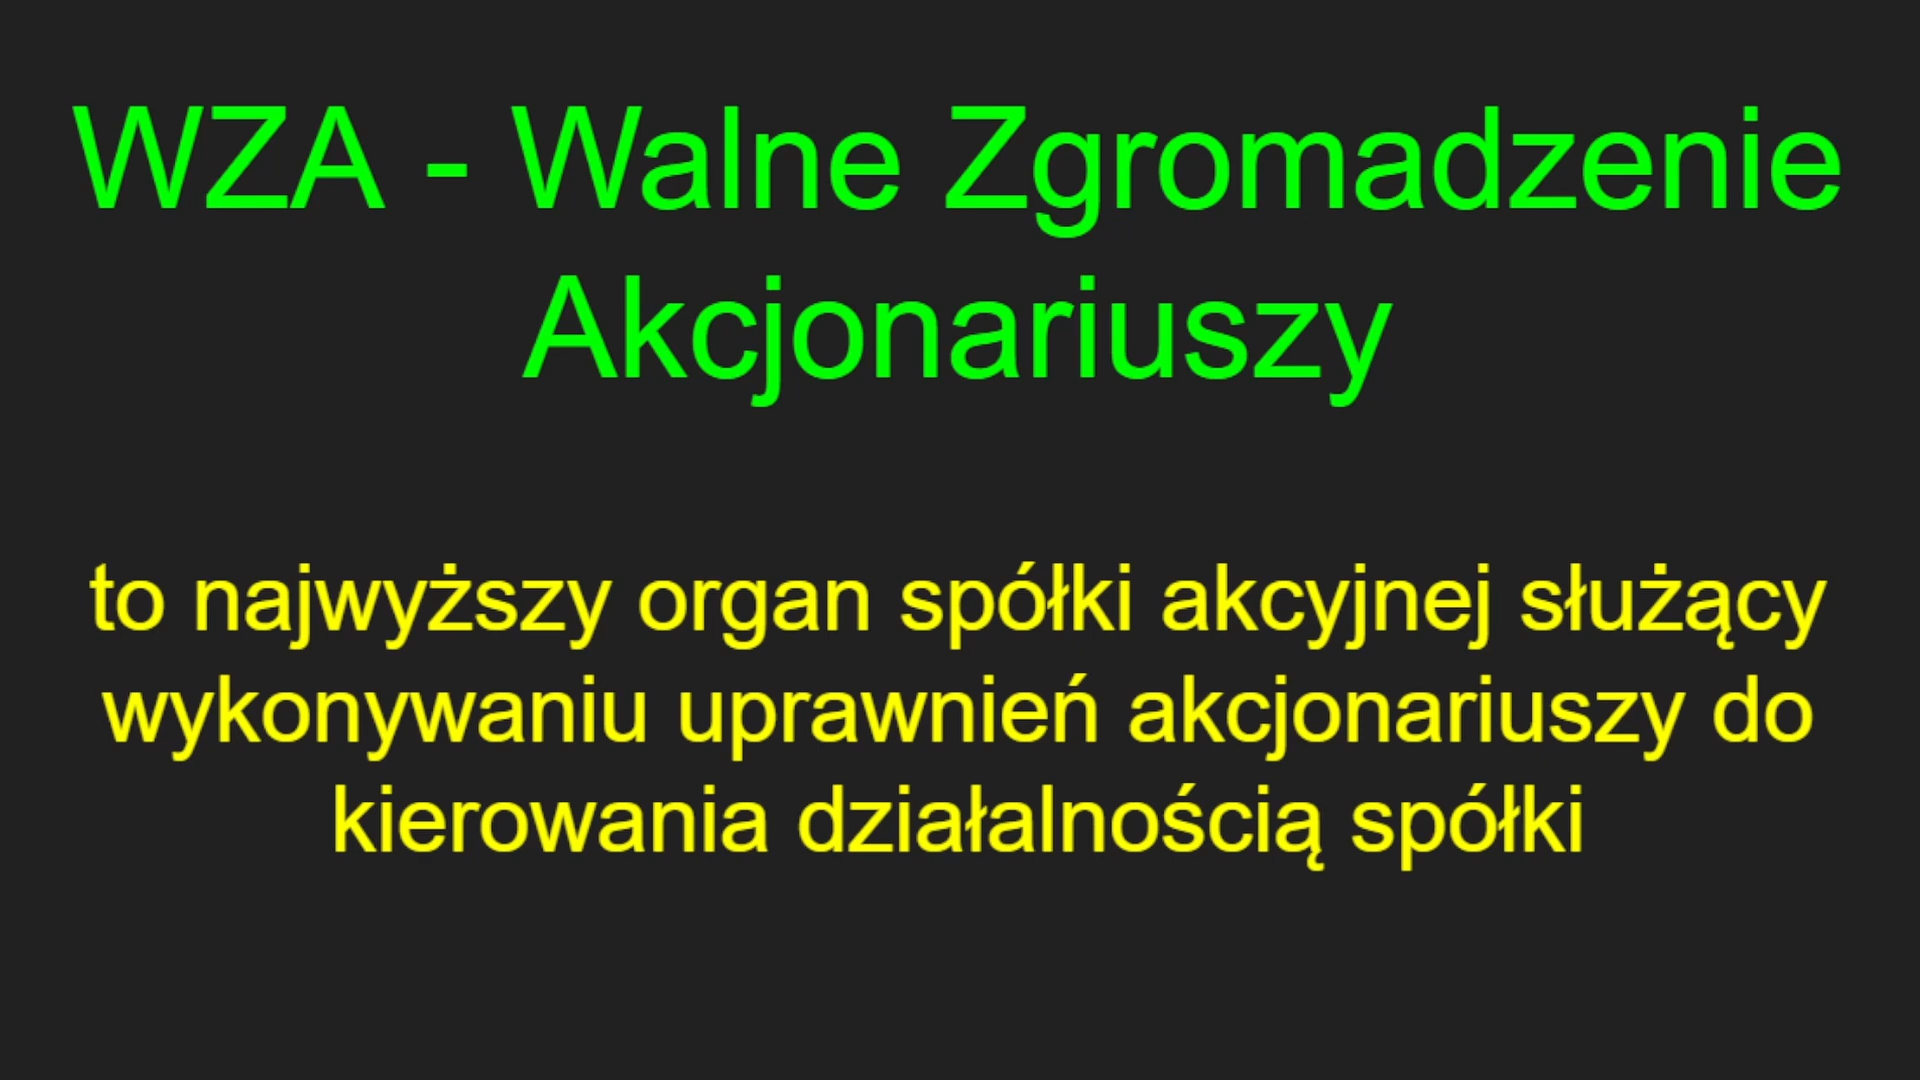 WZA - Walne Zgromadzenie
Akcjonariuszy
to najwyższy organ spółki akcyjnej służący
wykonywaniu uprawnień akcjonariuszy do
kierowania działalnością spółki